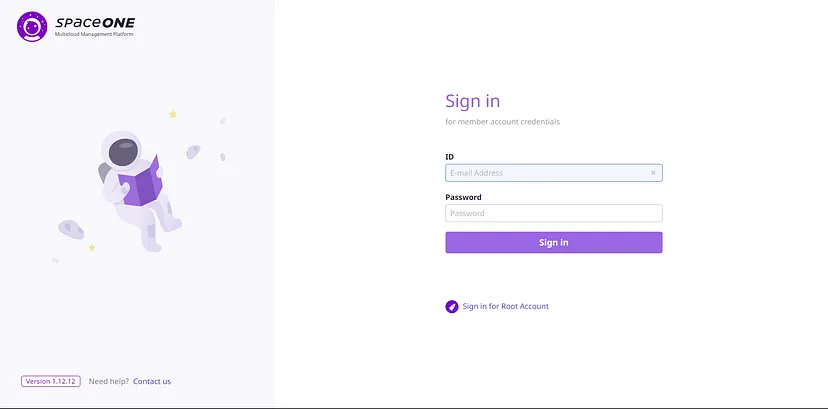 spaceONE
Multicloud Management Platform
Sign in
for member account credentials
ID
E-mail Address
Password
Password
Sign in
Sign in for Root Account
Version 1.12.12
Need help? Contact us